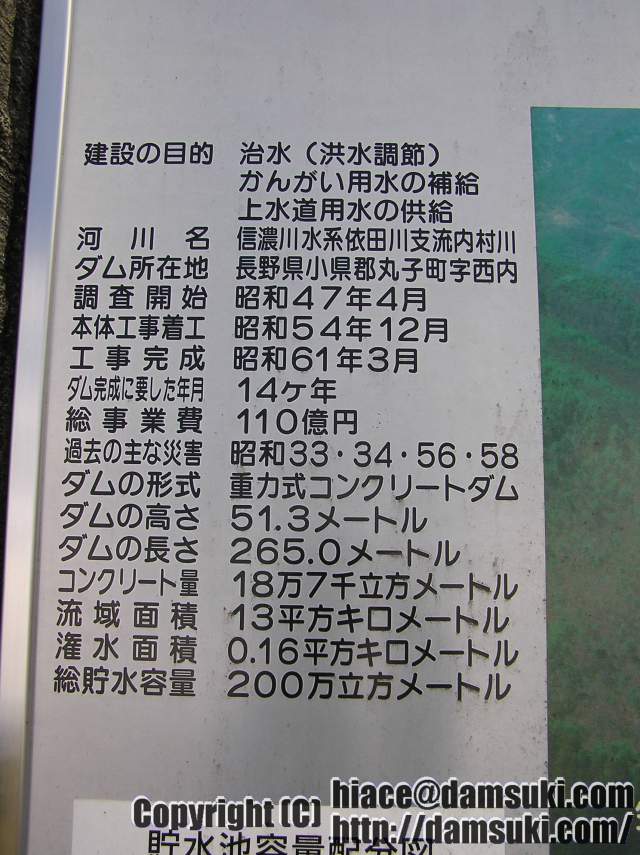 建設の目的 治水（洪水調節）
かんがい用水の補給
上水道用水の供給
河川名 信濃川水系依田川支流内村川
ダム所在地 長野県小県郡丸子町字西内
調査開始 昭和47年4月
本体工事着工 昭和54年12月
工事完成 昭和61年3月
ダム完成に要した年月 14ケ年
総事業費 110億円
過去の主な災害 昭和33・34・56・58
ダムの形式 重力式コンクリートダム
ダムの高さ 51.3メートル
ダムの長さ 265.0メートル
コンクリート量 18万7千立方メートル
流域面積 13平方キロメートル
潅水面積 0.16平方キロメートル
総貯水容量 200万立方メートル
Copyright (C) hiace@damsuki.com
http://damsuki.com/
貯水池容量配分図